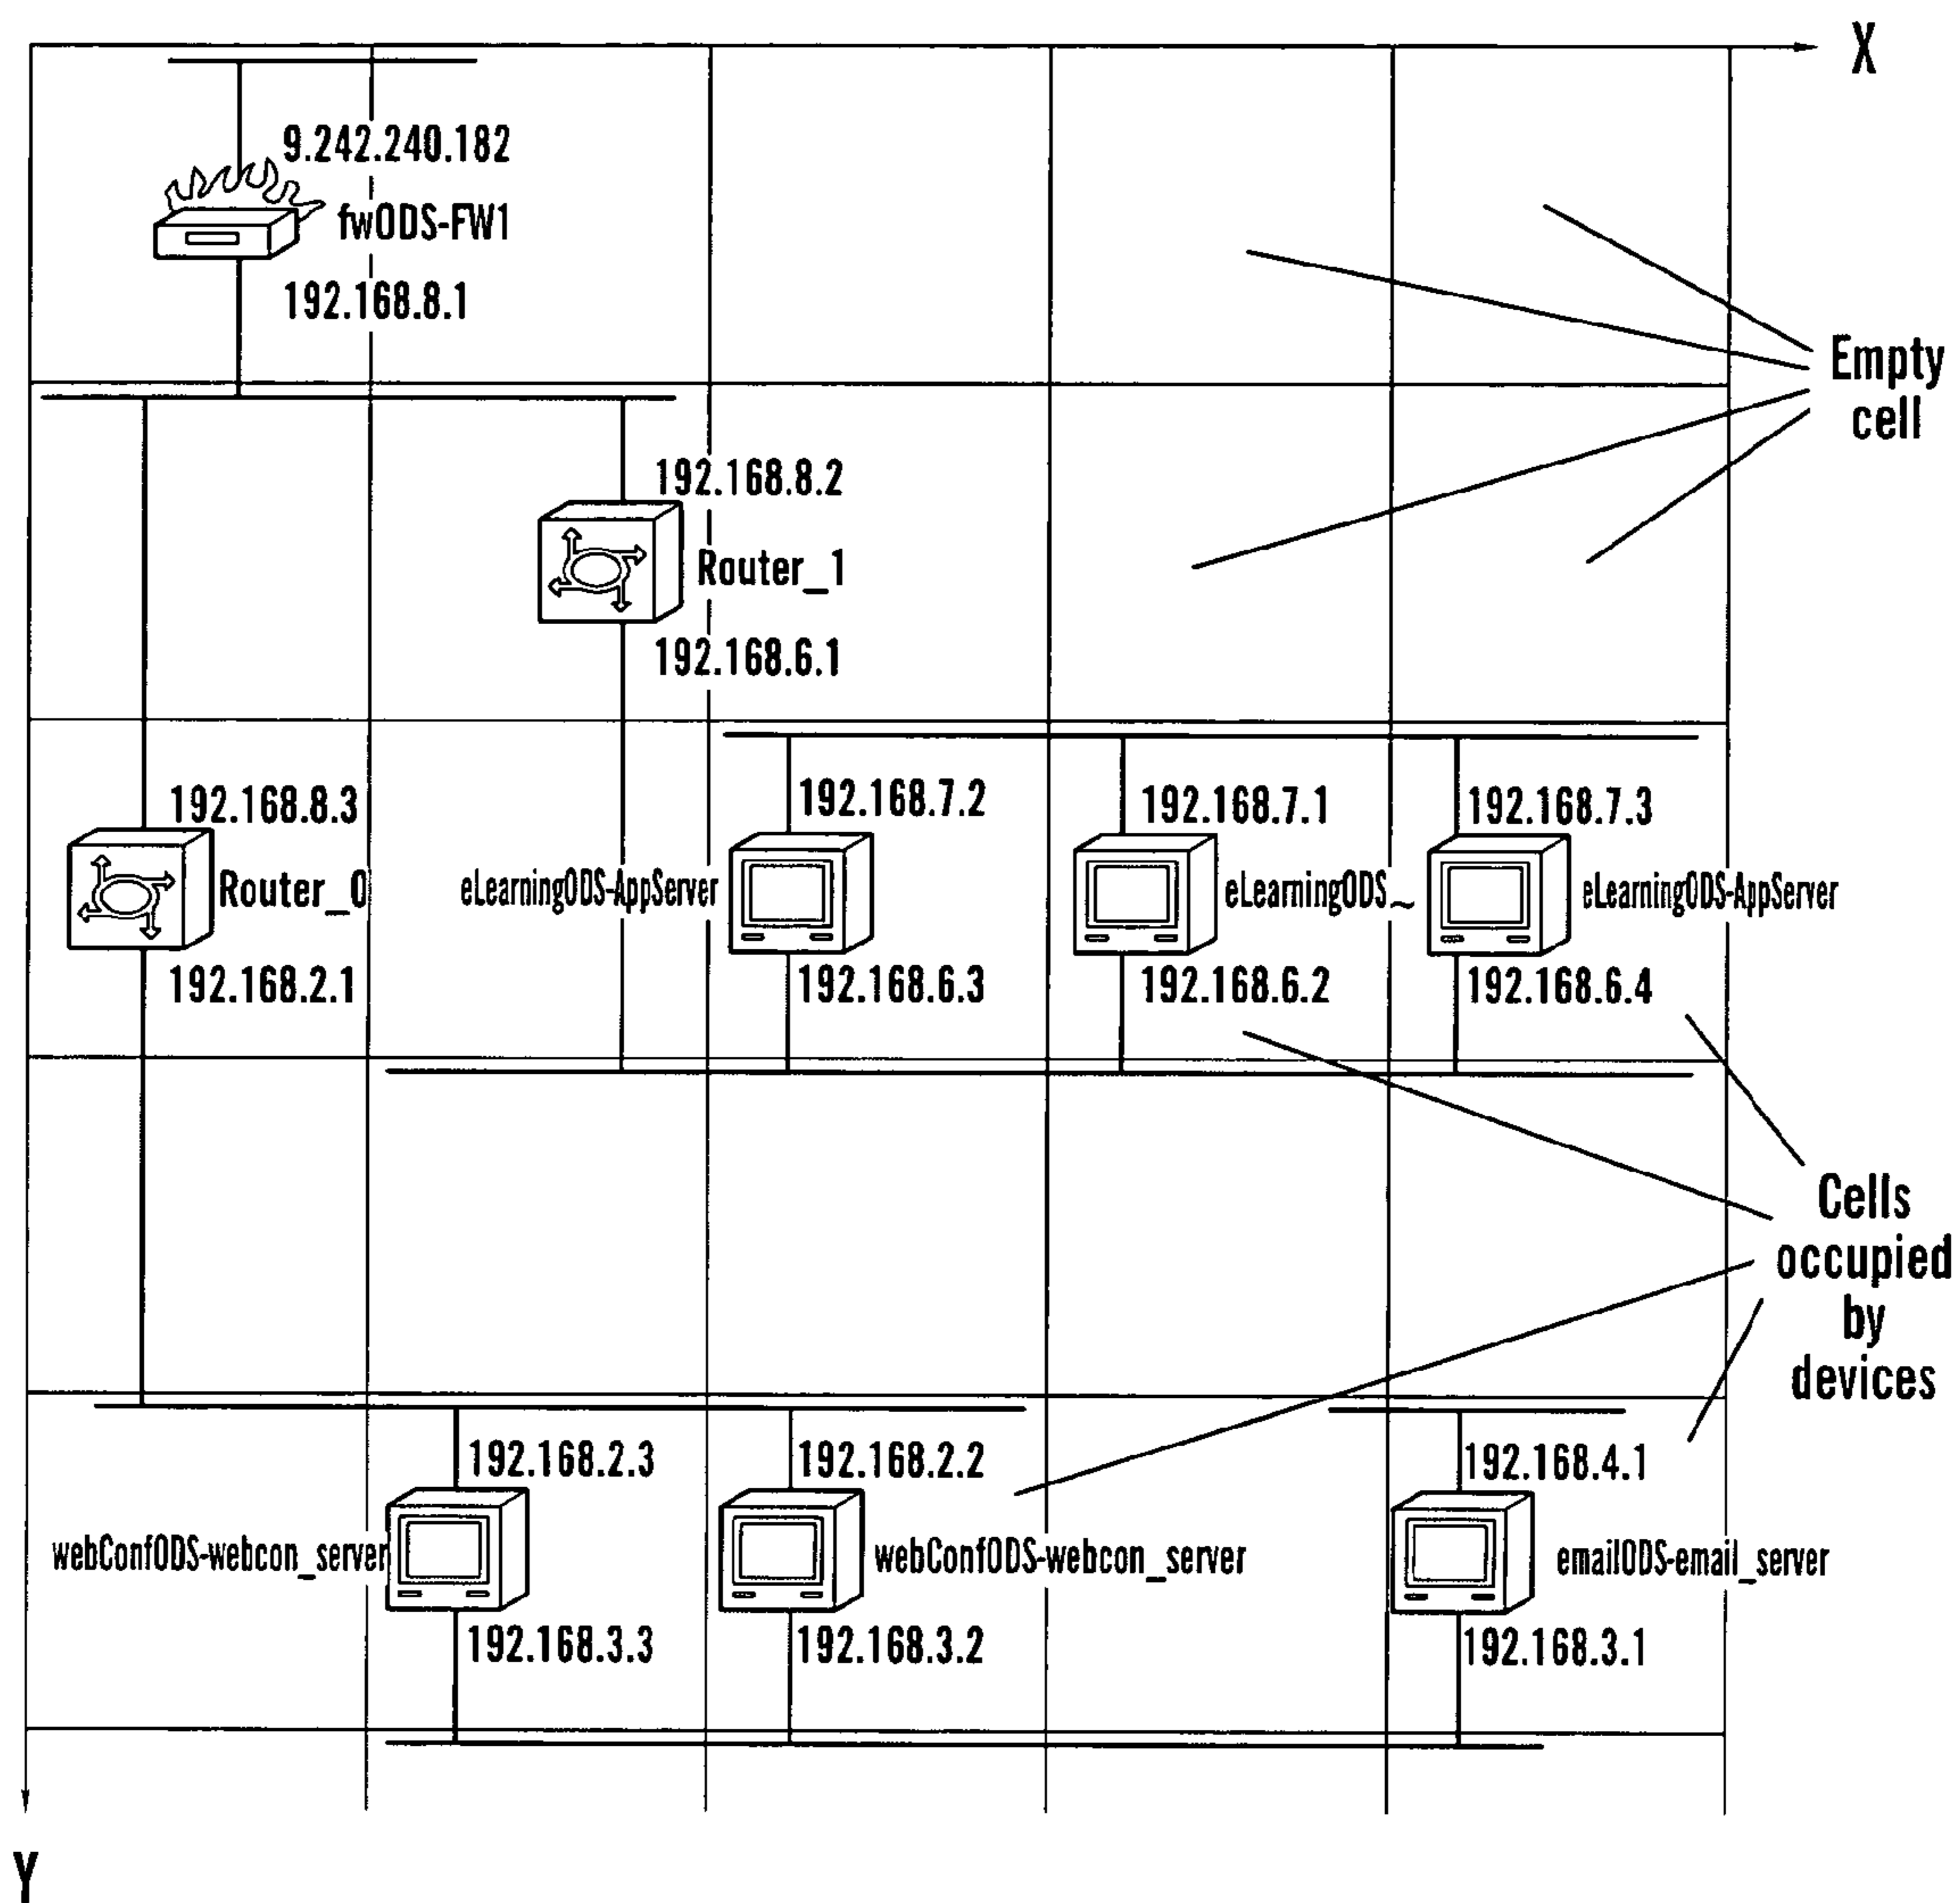 X
9.242.240.182
fwODS-FW1
192.168.8.1
Empty
cell
192.168.8.2
Router_1
192.168.6.1
192.168.8.3
192.168.7.2
192.168.7.1
192.168.7.3
Router_0
eLearningODS-AppServer
eLearningODS~
eLearningODS-AppServer
192.168.2.1
192.168.6.3
192.168.6.2
192.168.6.4
Cells
occupied
by
devices
192.168.2.3
192.168.2.2
192.168.4.1
webConfODS-webcon_server
webConfODS-webcon_server
emailODS-email_server
192.168.3.3
192.168.3.2
192.168.3.1
Y